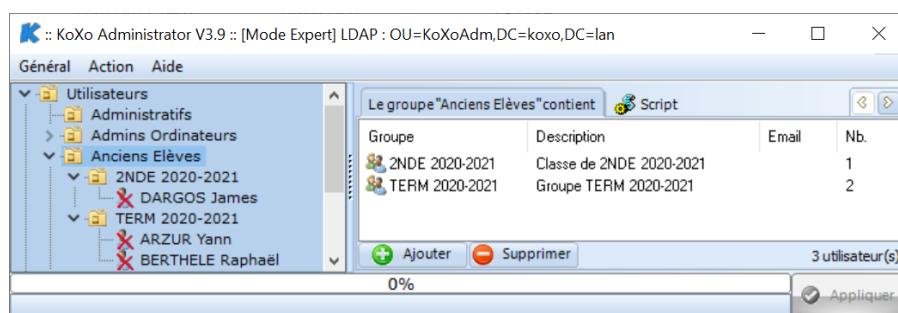 :: KoXo Administrator V3.9 :: [Mode Expert] LDAP : OU=KoXoAdm,DC=koxo,DC=lan
Général Action Aide
Utilisateurs
Administratifs
Admins Ordinateurs
Anciens Elèves
2NDE 2020-2021
DARGOS James
TERM 2020-2021
ARZUR Yann
BERTHELE Raphaël
Le groupe "Anciens Elèves" contient Script
Groupe Description Email Nb.
2NDE 2020-2021 Classe de 2NDE 2020-2021 1
TERM 2020-2021 Groupe TERM 2020-2021 2
Ajouter Supprimer 3 utilisateur(s)
0%
Appliquer